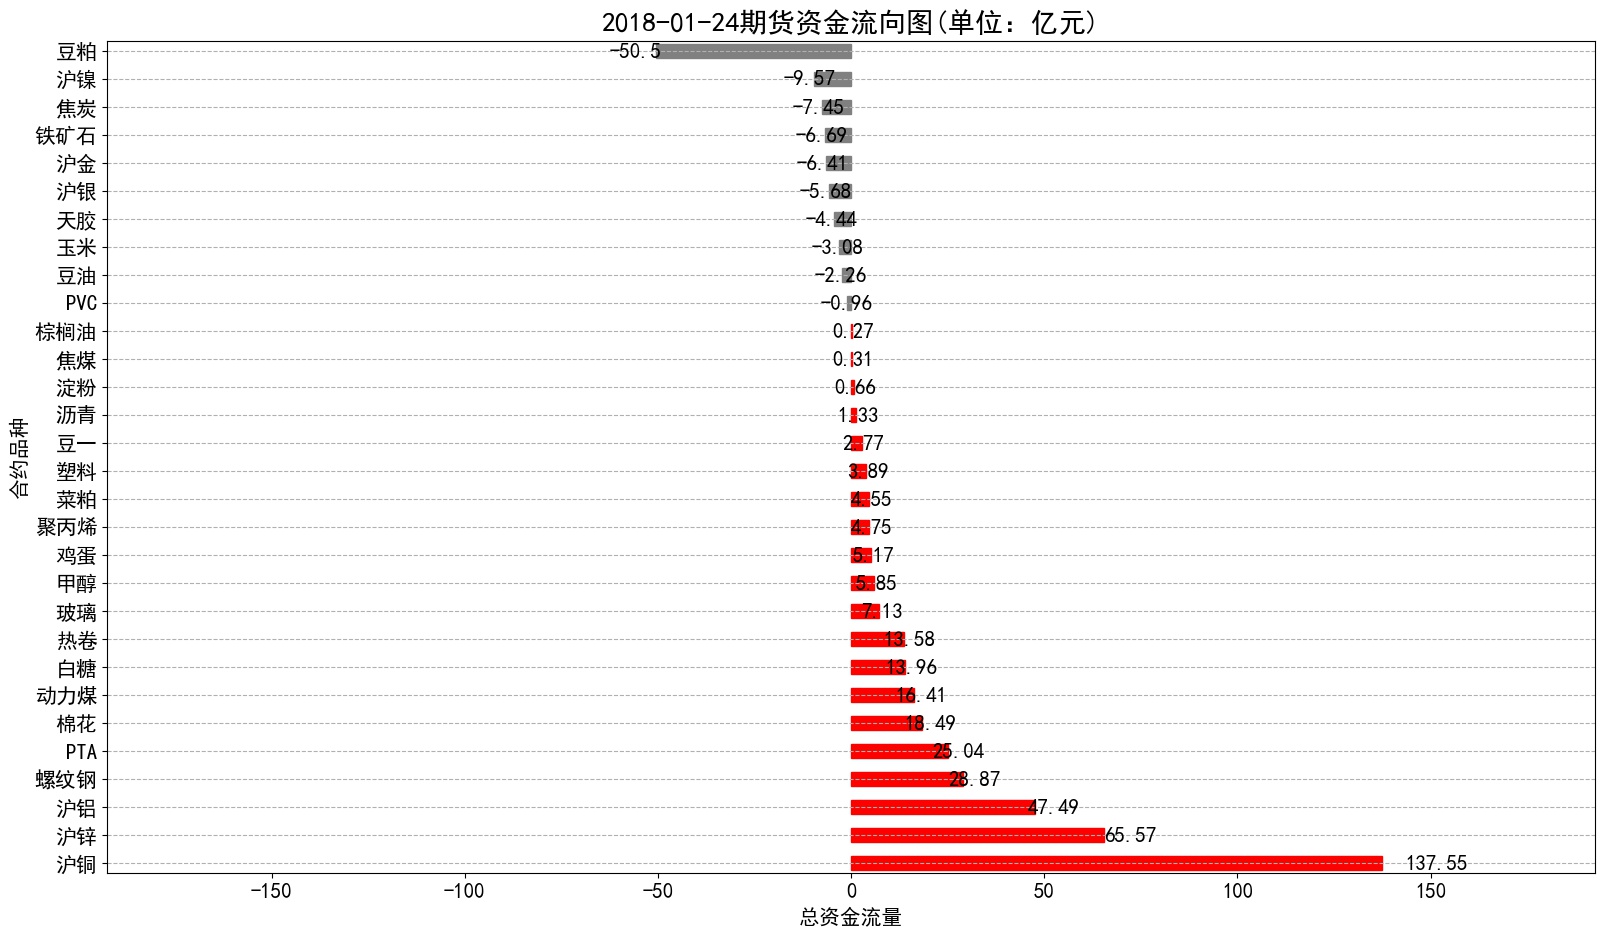 2018-01-24期货资金流向图(单位：亿元)
豆粕 -50.5
沪镍 -9.57
焦炭 -7.45
铁矿石 -6.69
沪金 -6.41
沪银 -5.68
天胶 -4.44
玉米 -3.08
豆油 -2.26
PVC -0.96
棕榈油 0.27
焦煤 0.31
淀粉 0.66
沥青 1.33
豆一 2.77
塑料 3.89
菜粕 4.55
聚丙烯 4.75
鸡蛋 5.17
甲醇 5.85
玻璃 7.13
热卷 13.58
白糖 13.96
动力煤 16.41
棉花 18.49
PTA 25.04
螺纹钢 28.87
沪铝 47.49
沪锌 65.57
沪铜 137.55
合约品种
-150 -100 -50 0 50 100 150
总资金流量